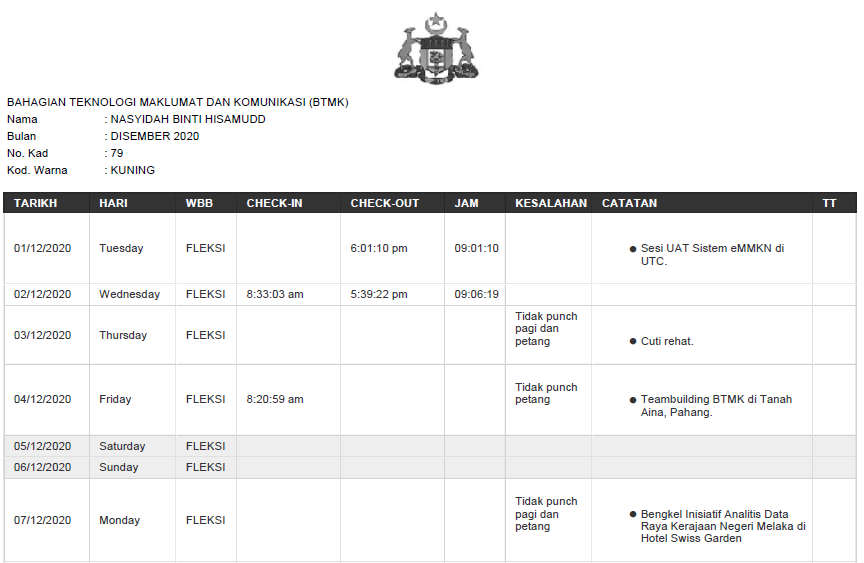 BAHAGIAN TEKNOLOGI MAKLUMAT DAN KOMUNIKASI (BTMK)
Nama : NASYIDAH BINTI HISAMUDD
Bulan : DISEMBER 2020
No. Kad : 79
Kod. Warna : KUNING
TARIKH HARI WBB CHECK-IN CHECK-OUT JAM KESALAHAN CATATAN TT
01/12/2020 Tuesday FLEKSI 6:01:10 pm 09:01:10 ● Sesi UAT Sistem eMMKN di
UTC.
02/12/2020 Wednesday FLEKSI 8:33:03 am 5:39:22 pm 09:06:19
03/12/2020 Thursday FLEKSI Tidak punch
pagi dan
petang ● Cuti rehat.
04/12/2020 Friday FLEKSI 8:20:59 am Tidak punch
petang ● Teambuilding BTMK di Tanah
Aina, Pahang.
05/12/2020 Saturday FLEKSI
06/12/2020 Sunday FLEKSI
07/12/2020 Monday FLEKSI Tidak punch
pagi dan
petang ● Bengkel Inisiatif Analitis Data
Raya Kerajaan Negeri Melaka di
Hotel Swiss Garden